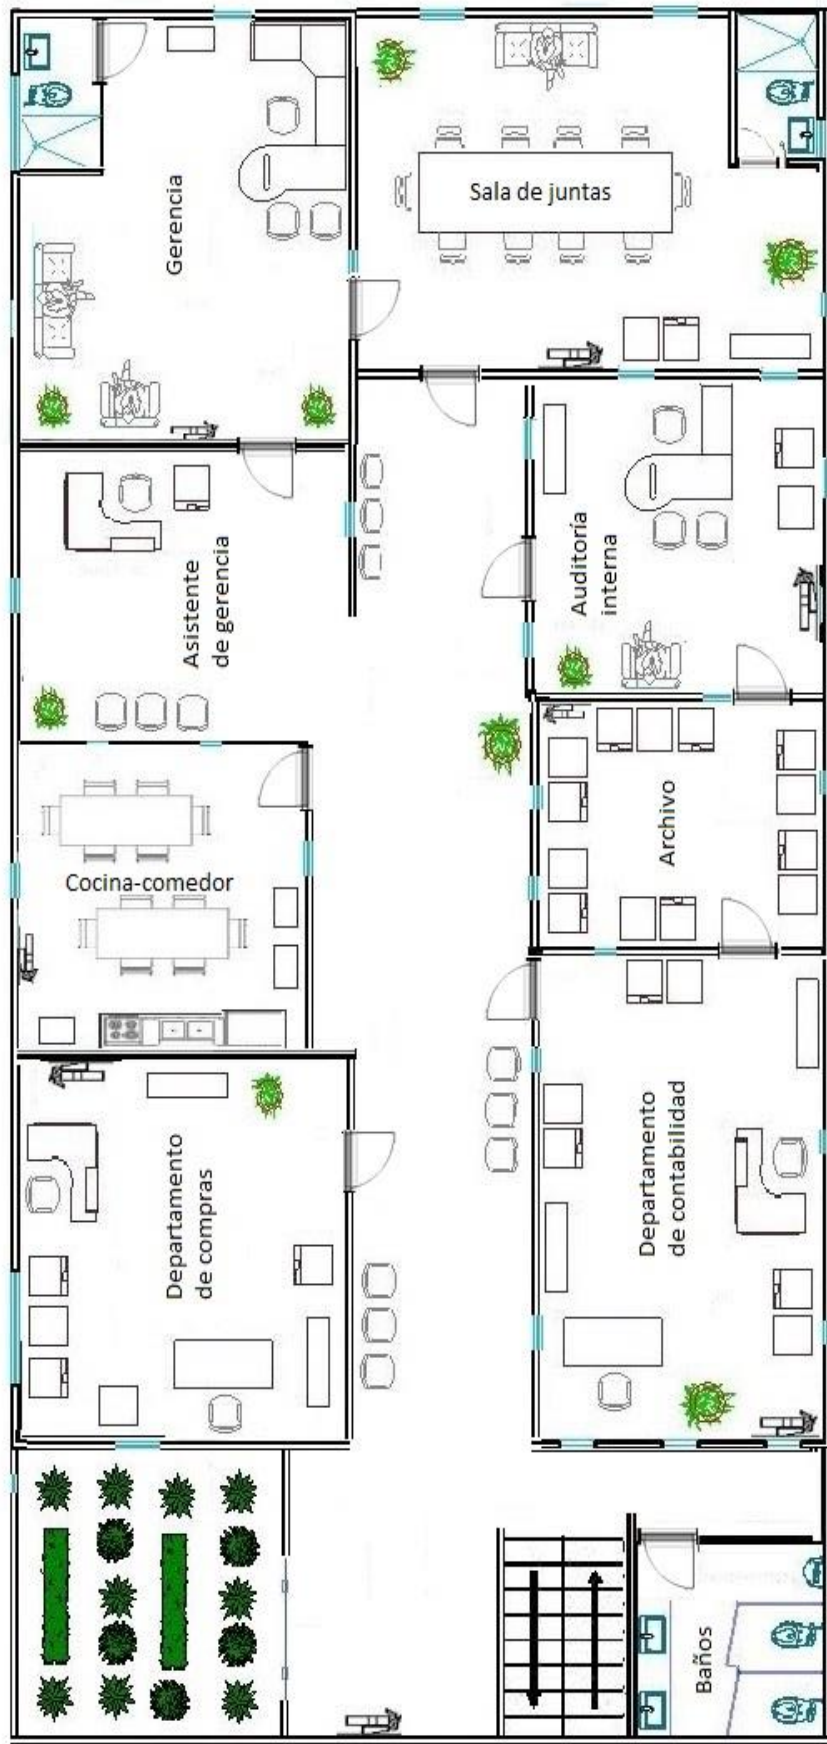 Gerencia
Sala de juntas
Asistente
de gerencia
Auditoría
interna
Cocina-comedor
Archivo
Departamento
de compras
Departamento
de contabilidad
Baños